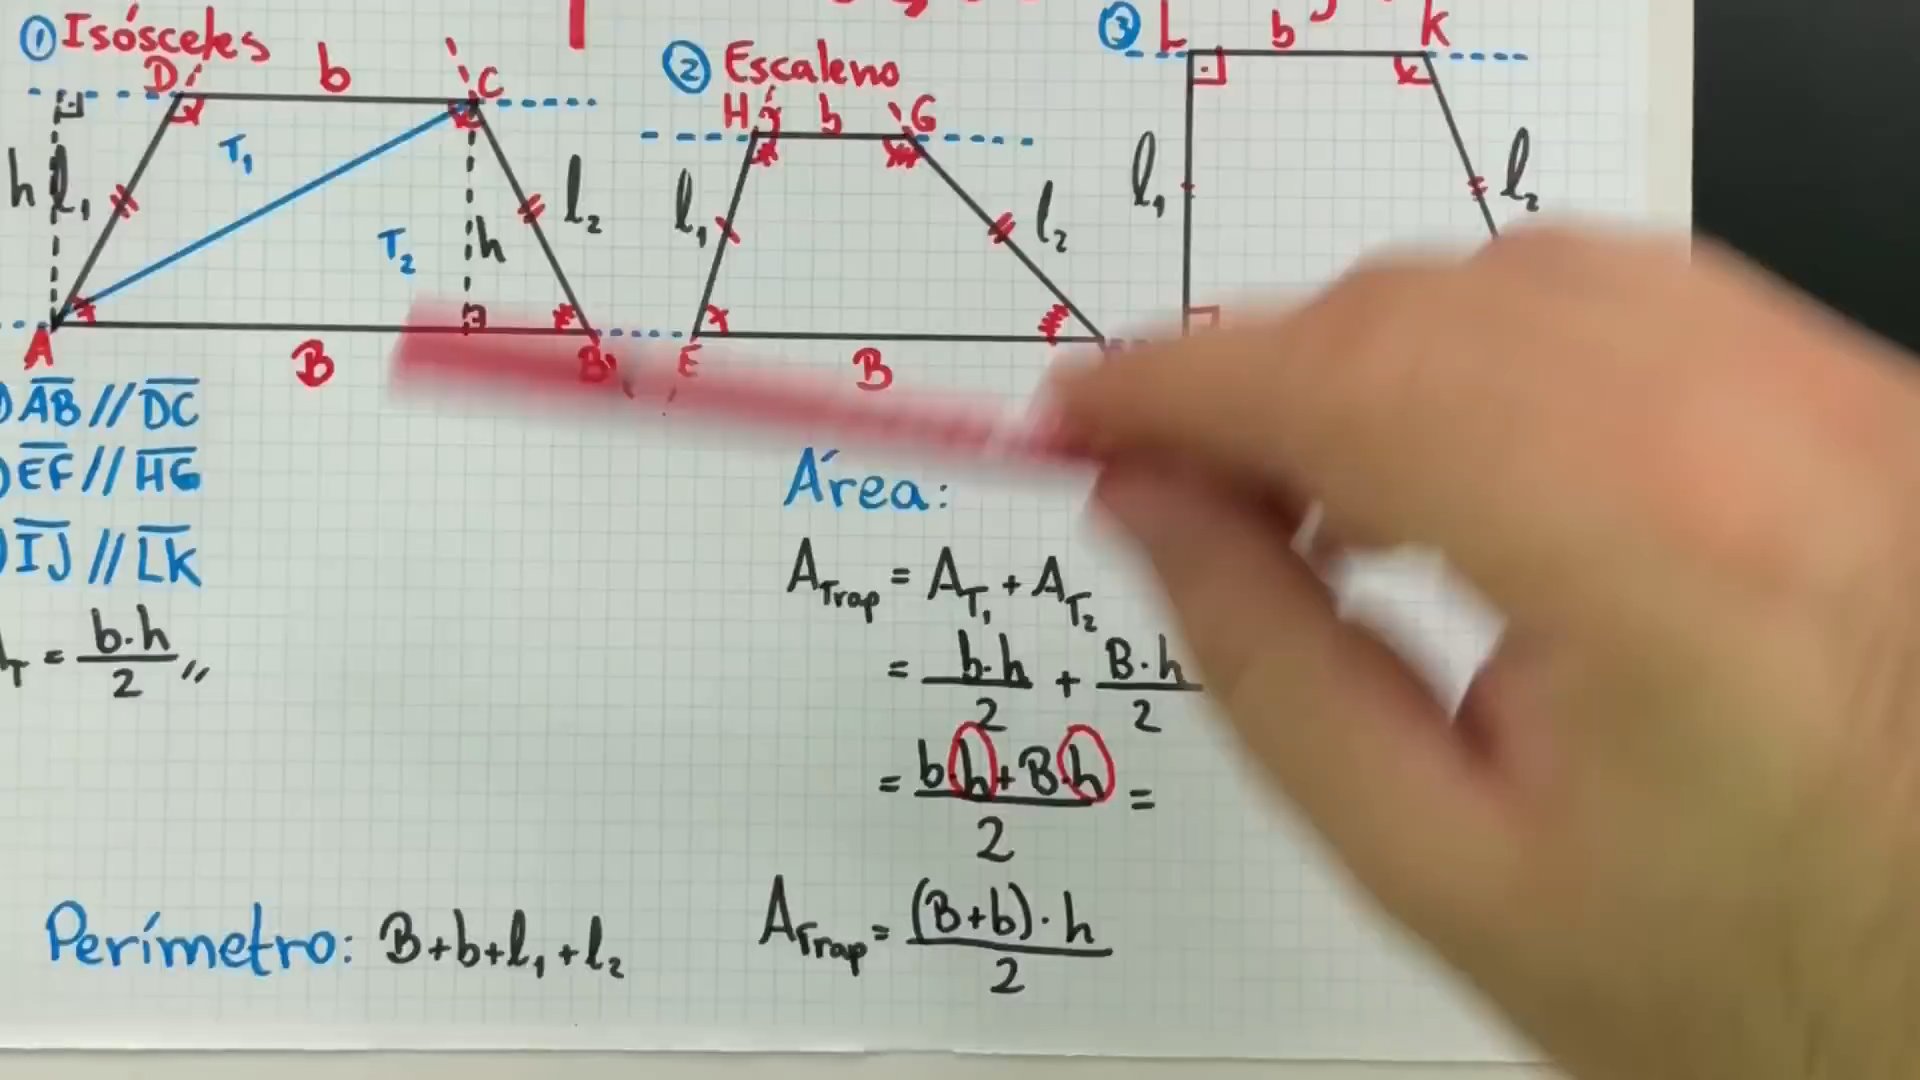 ① Isósceles
D b C
h l₁ T₁ T₂ h l₂
A B B
② Escaleno
H b G
l₁ l₂
E B
③
L b K
l₁ l₂
AB // DC
EF // HG
IJ // LK
T = b·h / 2 //
Área:
A_Trap = A_T₁ + A_T₂
= b·h / 2 + B·h / 2
= b·h + B·h / 2 =
A_Trap = (B+b)·h / 2
Perímetro: B+b+l₁+l₂